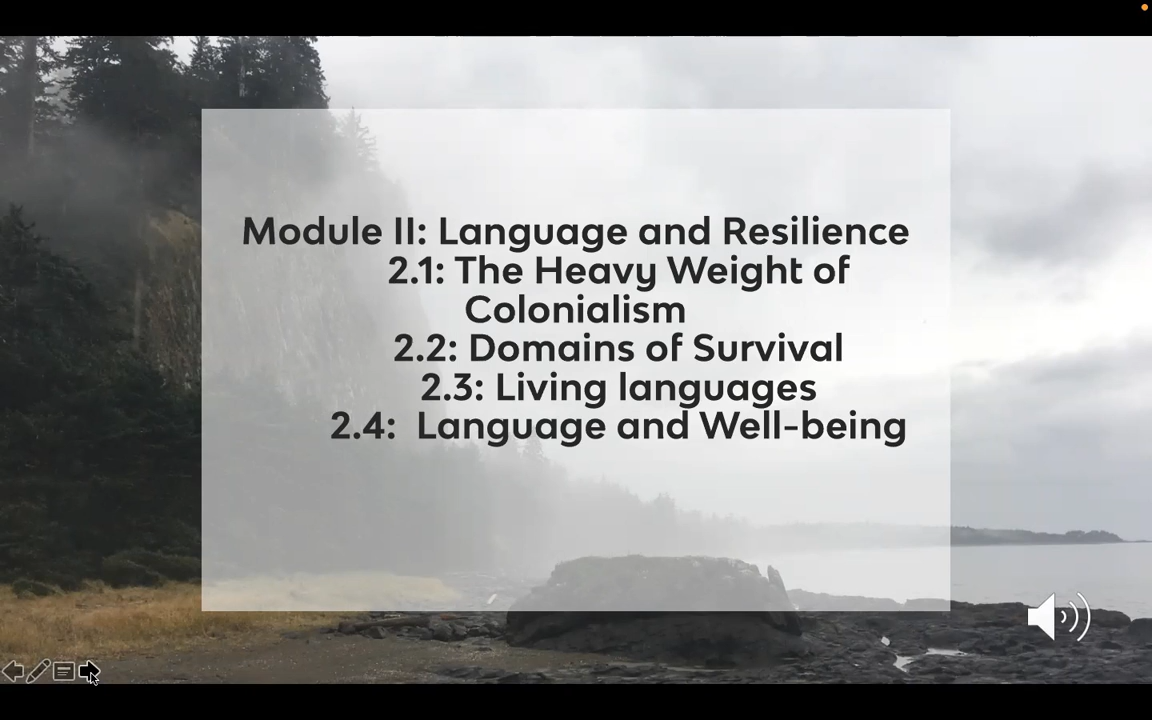 Module II: Language and Resilience
2.1: The Heavy Weight of
Colonialism
2.2: Domains of Survival
2.3: Living languages
2.4:  Language and Well-being